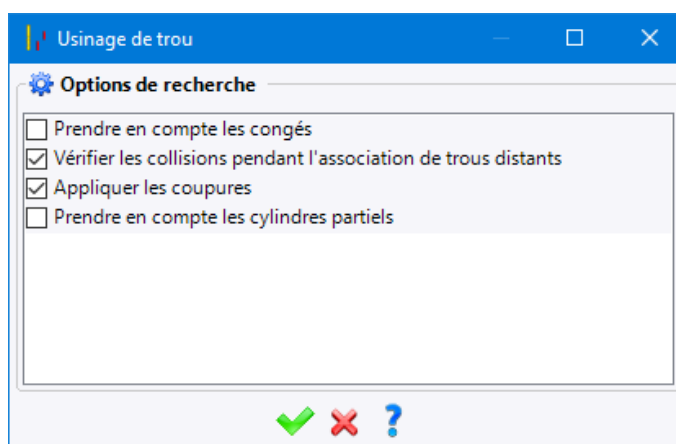 Usinage de trou
Options de recherche
Prendre en compte les congés
Vérifier les collisions pendant l'association de trous distants
Appliquer les coupures
Prendre en compte les cylindres partiels